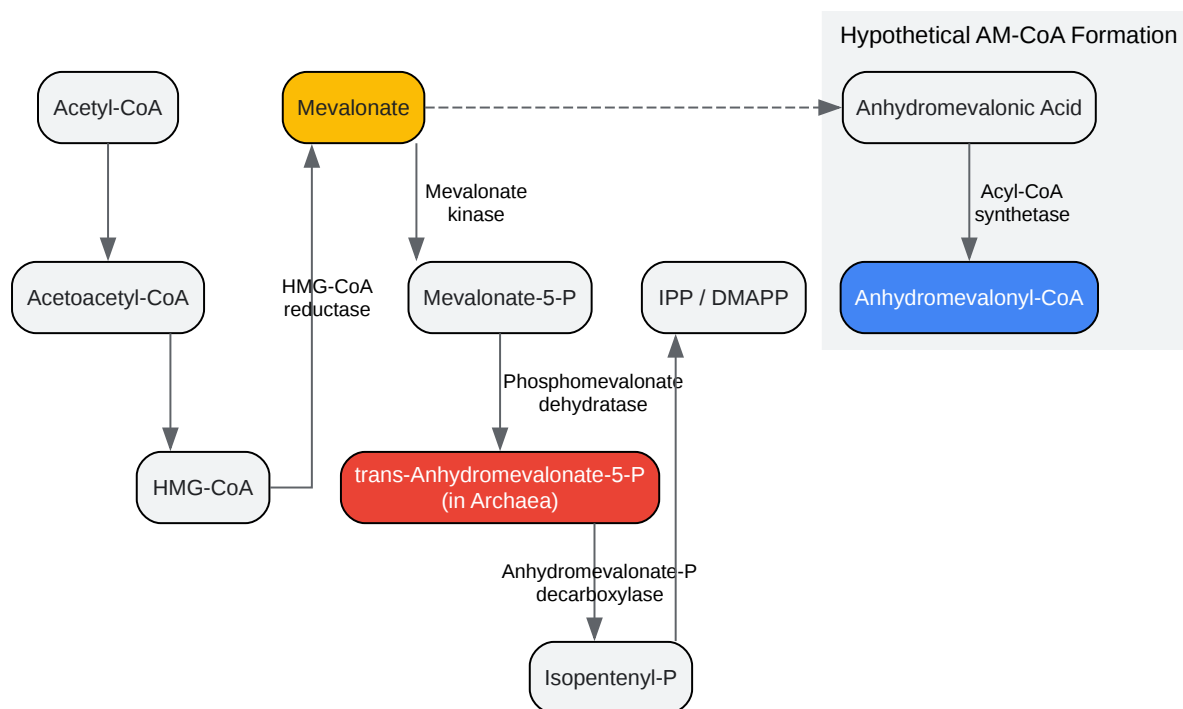 Hypothetical AM-CoA Formation
Acetyl-CoA
Mevalonate
Anhydromevalonic Acid
Mevalonate
kinase
Acyl-CoA
synthetase
Acetoacetyl-CoA
HMG-CoA
reductase
Mevalonate-5-P
IPP / DMAPP
Anhydromevalonyl-CoA
Phosphomevalonate
dehydratase
HMG-CoA
trans-Anhydromevalonate-5-P
(in Archaea)
Anhydromevalonate-P
decarboxylase
Isopentenyl-P